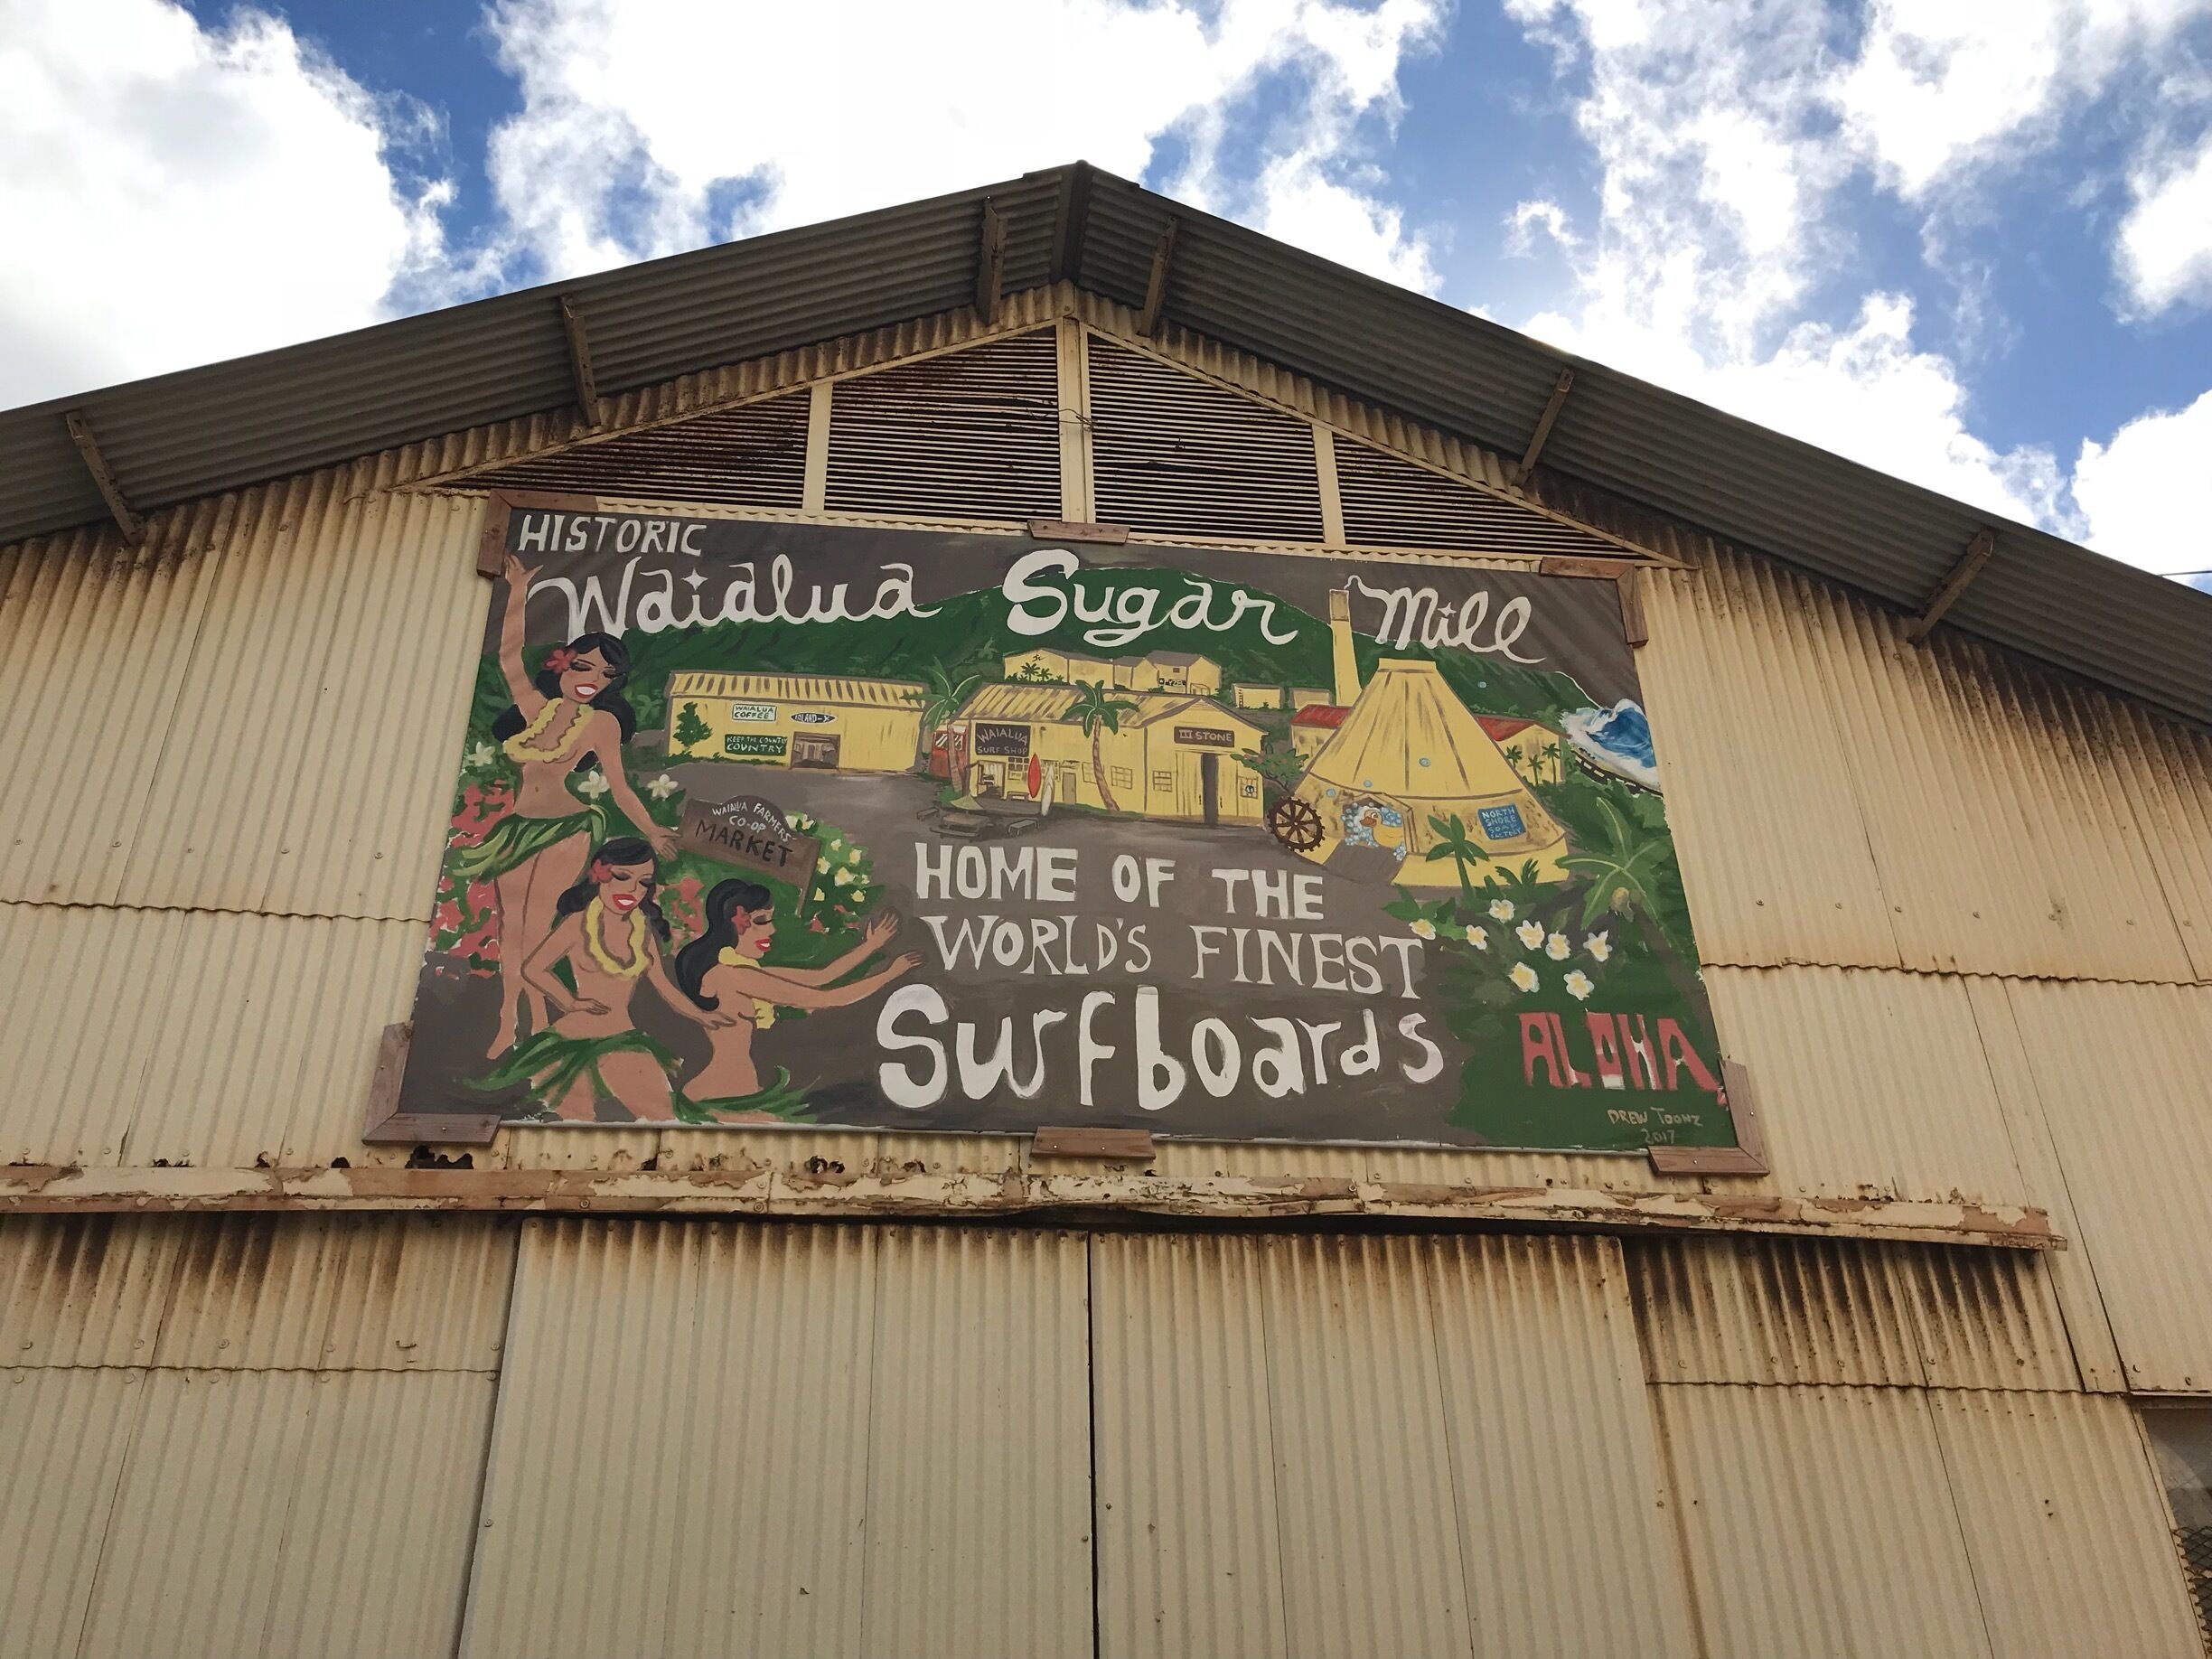 HISTORIC
Waialua Sugar Mill
WAIALUA
COFFEE
KEEP THE COUNTRY
COUNTRY
WAIALUA
SURF SHOP
III STONE
NORTH
SHORE
SOAP
FACTORY
WAIALUA FARMERS'
CO-OP
MARKET
HOME OF THE
WORLD'S FINEST
Surfboards
ALOHA
DREW TOONZ
2017